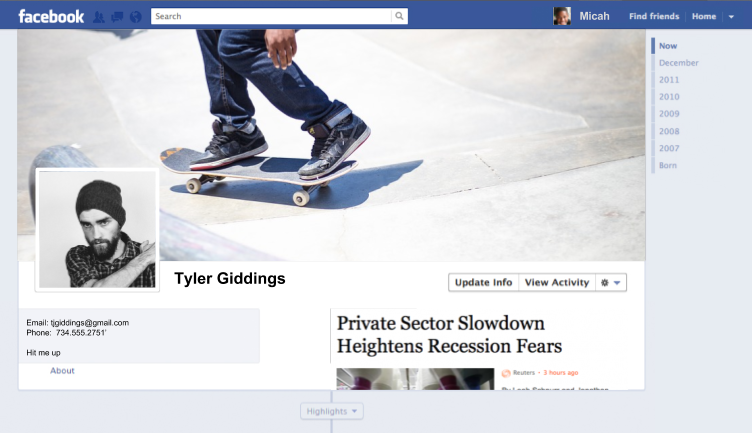 facebook Search Micah Find friends Home
Now
December
2011
2010
2009
2008
2007
Born
Tyler Giddings
Update Info View Activity
Email: tjgiddings@gmail.com
Phone: 734.555.2751'
Hit me up
About
Private Sector Slowdown
Heightens Recession Fears
Reuters • 3 hours ago
Highlights